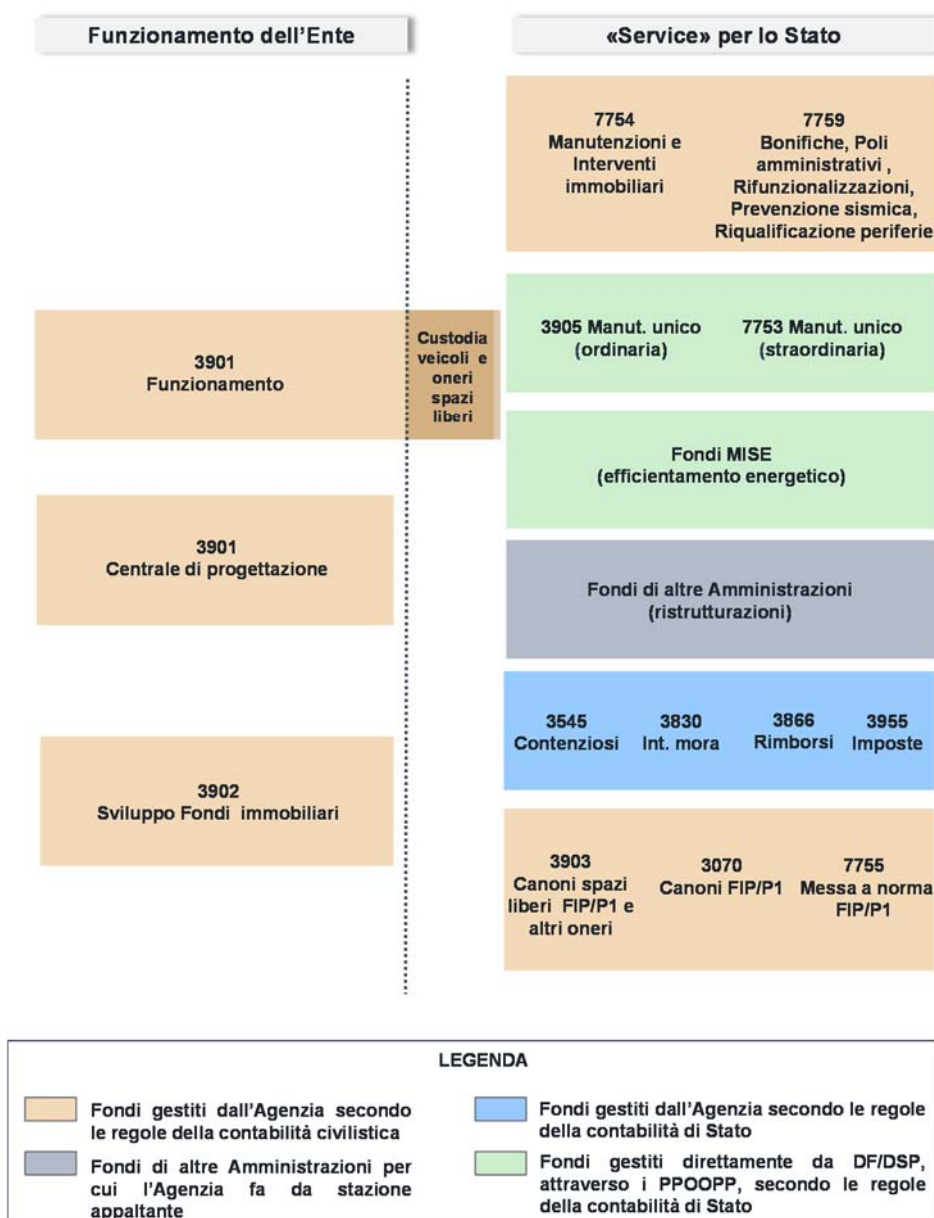 Funzionamento dell'Ente
«Service» per lo Stato
7754
Manutenzioni e
Interventi
immobiliari
7759
Bonifiche, Poli
amministrativi ,
Rifunzionalizzazioni,
Prevenzione sismica,
Riqualificazione periferie
3901
Funzionamento
Custodia
veicoli e
oneri
spazi
liberi
3905 Manut. unico
(ordinaria)
7753 Manut. unico
(straordinaria)
Fondi MISE
(efficientamento energetico)
3901
Centrale di progettazione
Fondi di altre Amministrazioni
(ristrutturazioni)
3545
Contenziosi
3830
Int. mora
3866
Rimborsi
3955
Imposte
3902
Sviluppo Fondi immobiliari
3903
Canoni spazi
liberi FIP/P1 e
altri oneri
3070
Canoni FIP/P1
7755
Messa a norma
FIP/P1
LEGENDA
Fondi gestiti dall'Agenzia secondo
le regole della contabilità civilistica
Fondi gestiti dall'Agenzia secondo le regole
della contabilità di Stato
Fondi di altre Amministrazioni per
cui l'Agenzia fa da stazione
appaltante
Fondi gestiti direttamente da DF/DSP,
attraverso i PPOOPP, secondo le regole
della contabilità di Stato